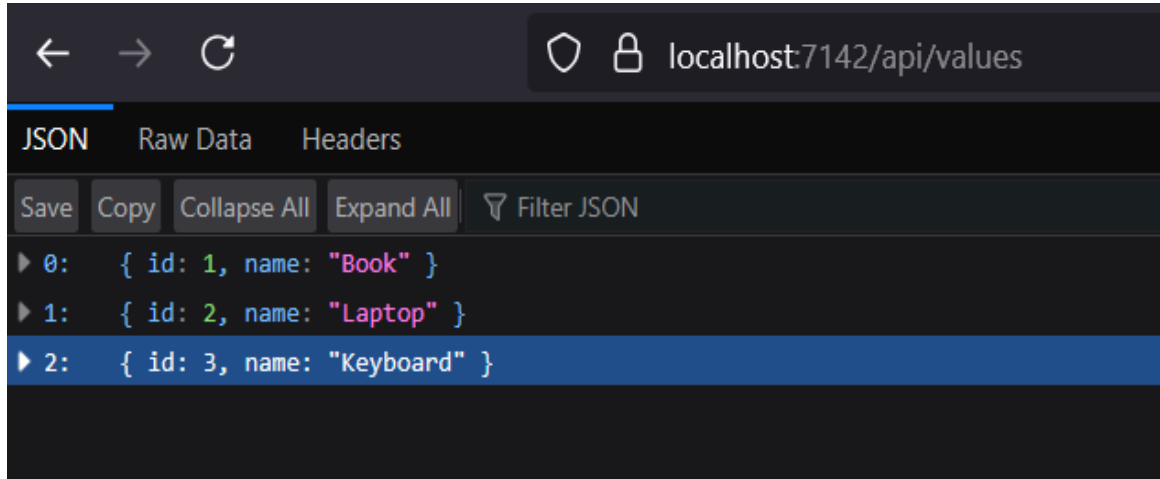 localhost:7142/api/values
JSON Raw Data Headers
Save Copy Collapse All Expand All Filter JSON
0: { id: 1, name: "Book" }
1: { id: 2, name: "Laptop" }
2: { id: 3, name: "Keyboard" }